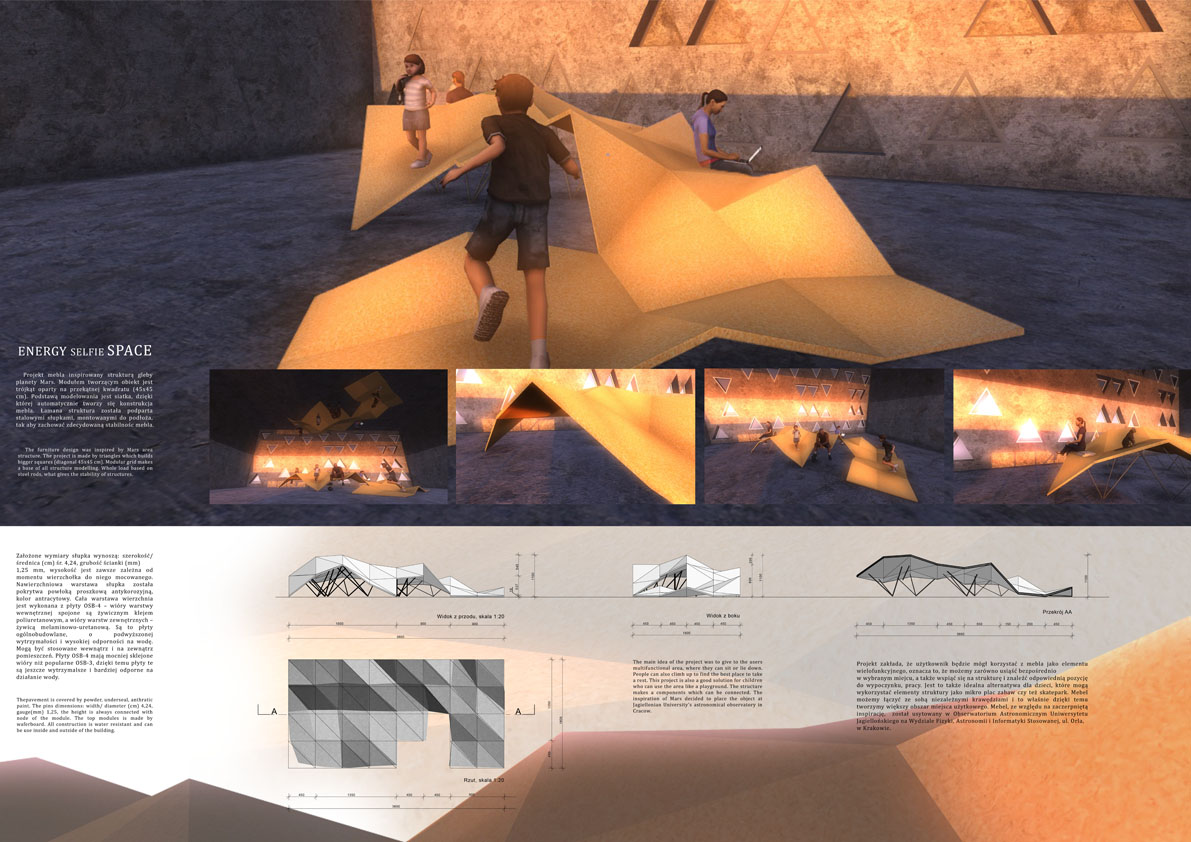 ENERGY SELFIE SPACE
Projekt mebla inspirowany strukturą gleby
planety Mars. Modułem tworzącym obiekt jest
trójkąt oparty na przekątnej kwadratu (45x45
cm). Podstawą modelowania jest siatka, dzięki
której automatycznie tworzy się konstrukcja
mebla. Łamana struktura została podparta
stalowymi słupkami, montowanymi do podłoża,
tak aby zachować zdecydowaną stabilność mebla.
The furniture design was inspired by Mars area
structure. The project is made by triangles which builds
bigger squares (diagonal 45x45 cm). Modular grid makes
a base of all structure modelling. Whole load based on
steel rods, what gives the stability of structures.
Założone wymiary słupka wynoszą: szerokość/
średnica (cm) śr. 4,24, grubość ścianki (mm)
1,25 mm, wysokość jest zawsze zależna od
momentu wierzchołka do niego mocowanego.
Nawierzchniowa warstwa słupka została
pokrytva powłoką proszkową antykorozyjną,
kolor antracytowy. Cała warstwa wierzchnia
jest wykonana z płyty OSB-4 – wióry warstwy
wewnętrznej spojone są żywicznym klejem
poliuretanowym, a wióry warstw zewnętrznych –
żywicą melaminowo-uretanową. Są to płyty
ogólnobudowlane, o podwyższonej
wytrzymałości i wysokiej odporności na wodę.
Mogą być stosowane wewnątrz i na zewnątrz
pomieszczeń. Płyty OSB-4 mają mocniej sklejone
wióry niż popularne OSB-3, dzięki temu płyty te
są jeszcze wytrzymalsze i bardziej odporne na
działanie wody.
Thepavement is covered by powder, underseal, anthralic
paint. The pins dimensions: width/ diameter (cm) 4,24,
gauge(mm) 1,25, the height is always connected with
node of the module. The top modules is made by
waferboard. All construction is water resistant and can
be use inside and outside of the building.
Widok z przodu, skala 1:20
Widok z boku
Przekrój AA
A
A
Rzut, skala 1:20
The main idea of the project was to give to the users
multifunctional area, where they can sit or lie down.
People can also climb up to find the best place to take
a rest. This project is also a good solution for children
who can use the area like a playground. The structure
makes a components which can be connected. The
inspiration of Mars decided to place the object at
Jagiellonian University's astronomical observatory in
Cracow.
Projekt zakłada, że użytkownik będzie mógł korzystać z mebla jako elementu
wielofunkcyjnego, oznacza to, że możemy zarówno usiąść bezpośrednio
w wybranym miejscu, a także wspiąć się na strukturę i znaleźć odpowiednią pozycję
do wypoczynku, pracy. Jest to także idealna alternatywa dla dzieci, które mogą
wykorzystać elementy struktury jako mikro plac zabaw czy też skatepark. Mebel
możemy łączyć ze sobą niezależnymi krawędziami i to właśnie dzięki temu
tworzymy większy obszar miejsca użytkowego. Mebel, ze względu na zaczerpniętą
inspirację, został usytowany w Obserwatorium Astronomicznym Uniwersytetu
Jagiellońskiego na Wydziale Fizyki, Astronomii i Informatyki Stosowanej, ul. Orla,
w Krakowie.